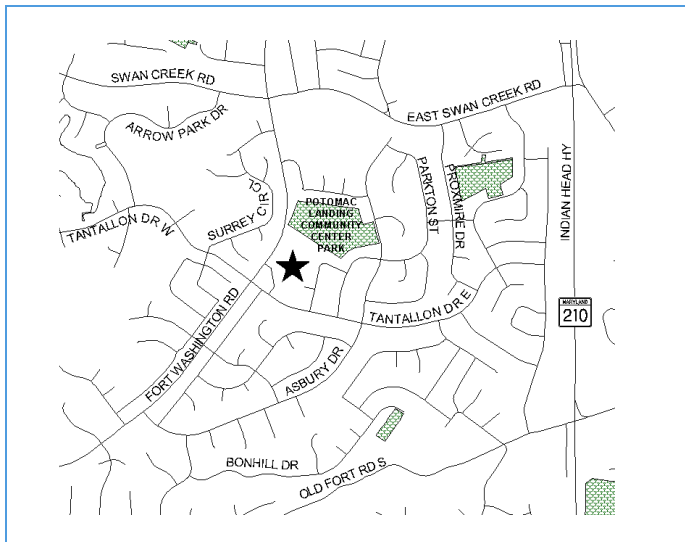 SWAN CREEK RD
EAST SWAN CREEK RD
ARROW PARK DR
INDIAN HEAD HY
PARKTON ST
PROXMIRE DR
SURREY CIR CL
POTOMAC
LANDING
COMMUNITY
CENTER
PARK
TANTALLON DR W
FORT WASHINGTON RD
TANTALLON DR E
MARYLAND
210
ASBURY DR
BONHILL DR
OLD FORT RD S